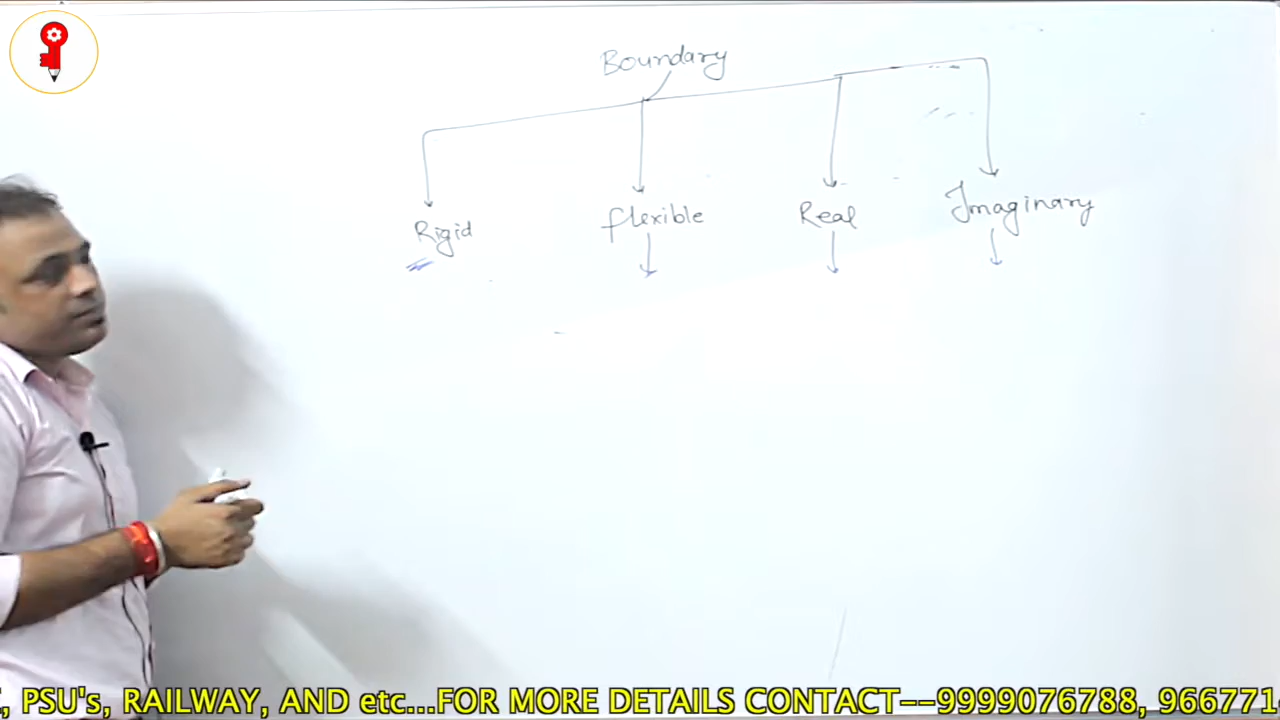 Boundary
Rigid flexible Real Imaginary
, PSU's, RAILWAY, AND etc...FOR MORE DETAILS CONTACT--9999076788, 966771